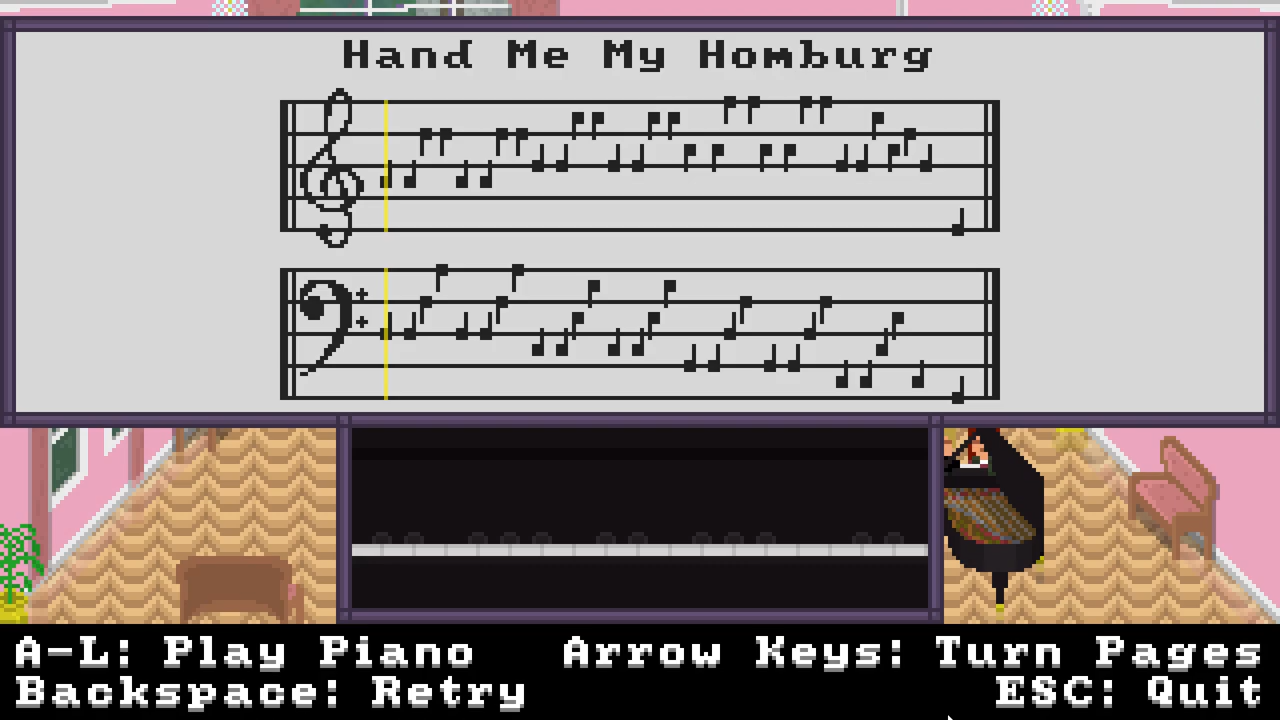 Hand Me My Homburg
A-L: Play Piano Arrow Keys: Turn Pages
Backspace: Retry ESC: Quit